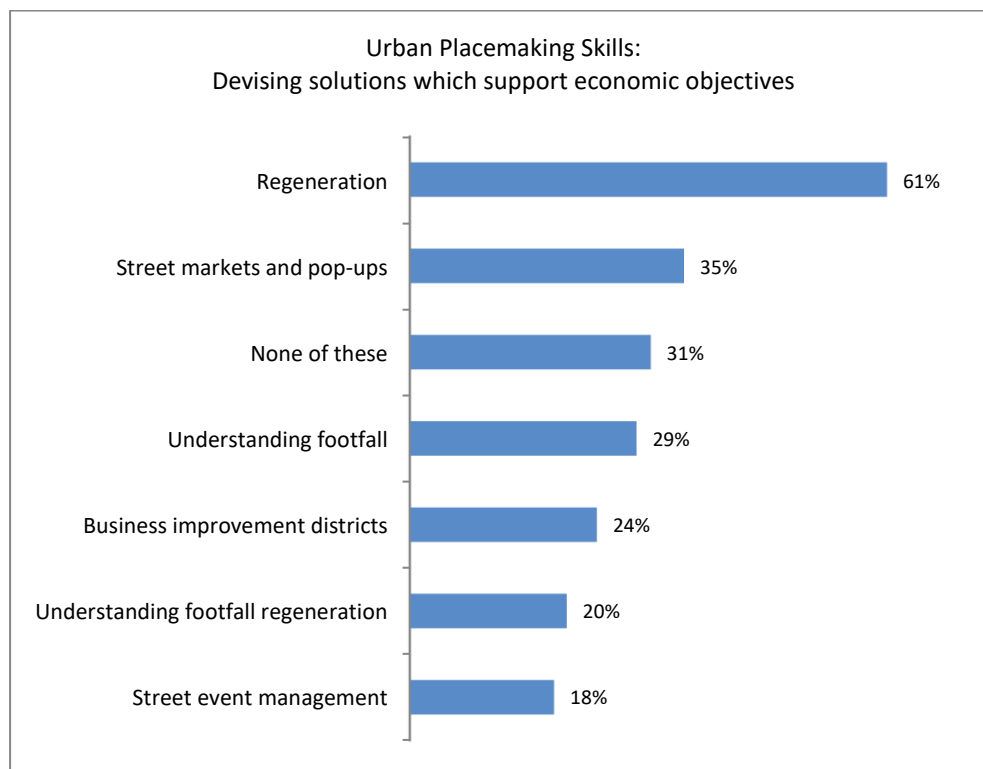 Urban Placemaking Skills:
Devising solutions which support economic objectives
Regeneration
61%
Street markets and pop-ups
35%
None of these
31%
Understanding footfall
29%
Business improvement districts
24%
Understanding footfall regeneration
20%
Street event management
18%